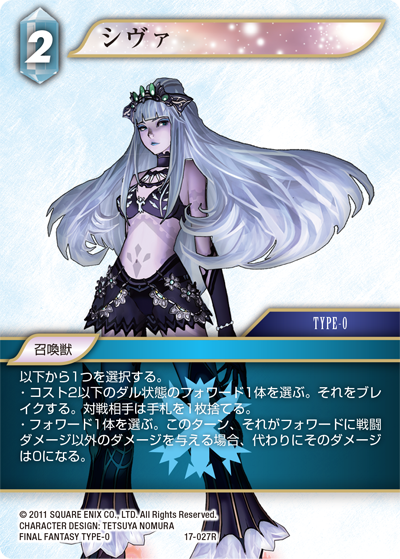 2
シヴァ
TYPE-0
召喚獣
以下から1つを選択する。
・コスト2以下のダル状態のフォワード1体を選ぶ。それをブレ
イクする。対戦相手は手札を1枚捨てる。
・フォワード1体を選ぶ。このターン、それがフォワードに戦闘
ダメージ以外のダメージを与える場合、代わりにそのダメージ
は0になる。
© 2011 SQUARE ENIX CO., LTD. All Rights Reserved.
CHARACTER DESIGN: TETSUYA NOMURA
FINAL FANTASY TYPE-0
17-027R